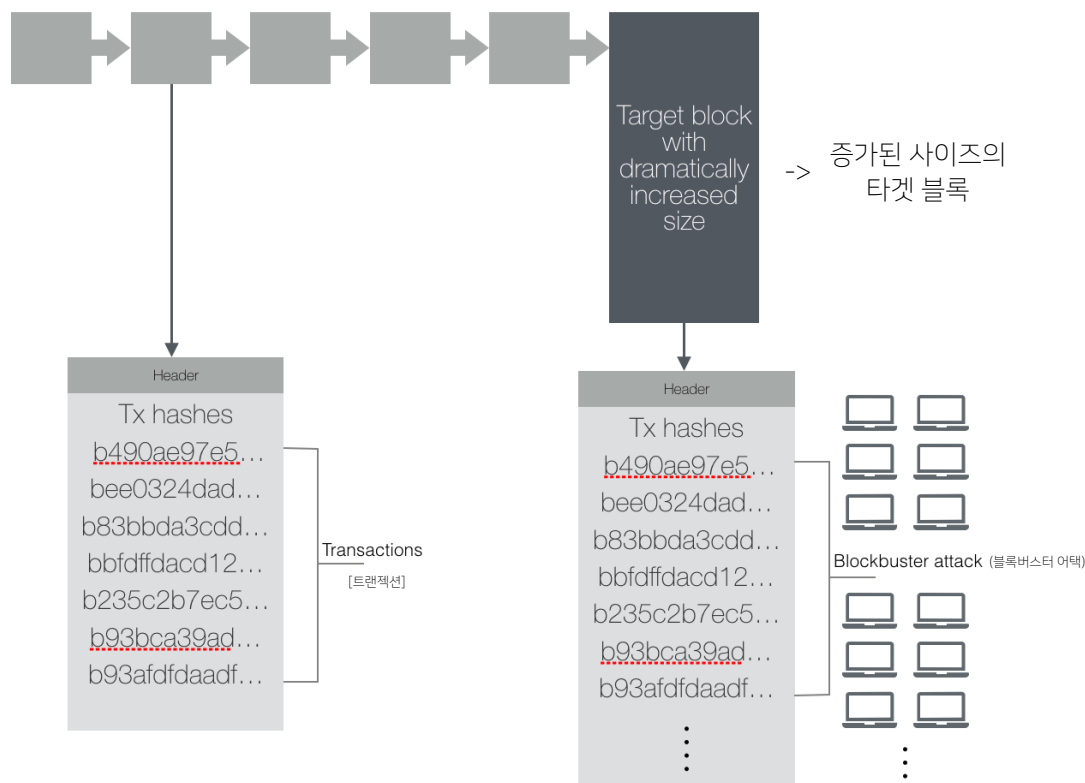 Target block
with
dramatically
increased
size
-> 증가된 사이즈의
타겟 블록
Header
Tx hashes
b490ae97e5...
bee0324dad...
b83bbda3cdd...
bbfdffdacd12...
b235c2b7ec5...
b93bca39ad...
b93afdfdaadf...
Transactions
[트랜젝션]
Header
Tx hashes
b490ae97e5...
bee0324dad...
b83bbda3cdd...
bbfdffdacd12...
b235c2b7ec5...
b93bca39ad...
b93afdfdaadf...
Blockbuster attack (블록버스터 어택)